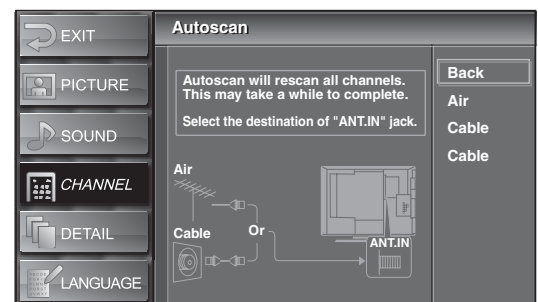 EXIT
PICTURE
SOUND
CHANNEL
DETAIL
LANGUAGE
Autoscan
Autoscan will rescan all channels.
This may take a while to complete.
Select the destination of "ANT.IN" jack.
Air
Cable
Or
ANT.IN
Back
Air
Cable
Cable